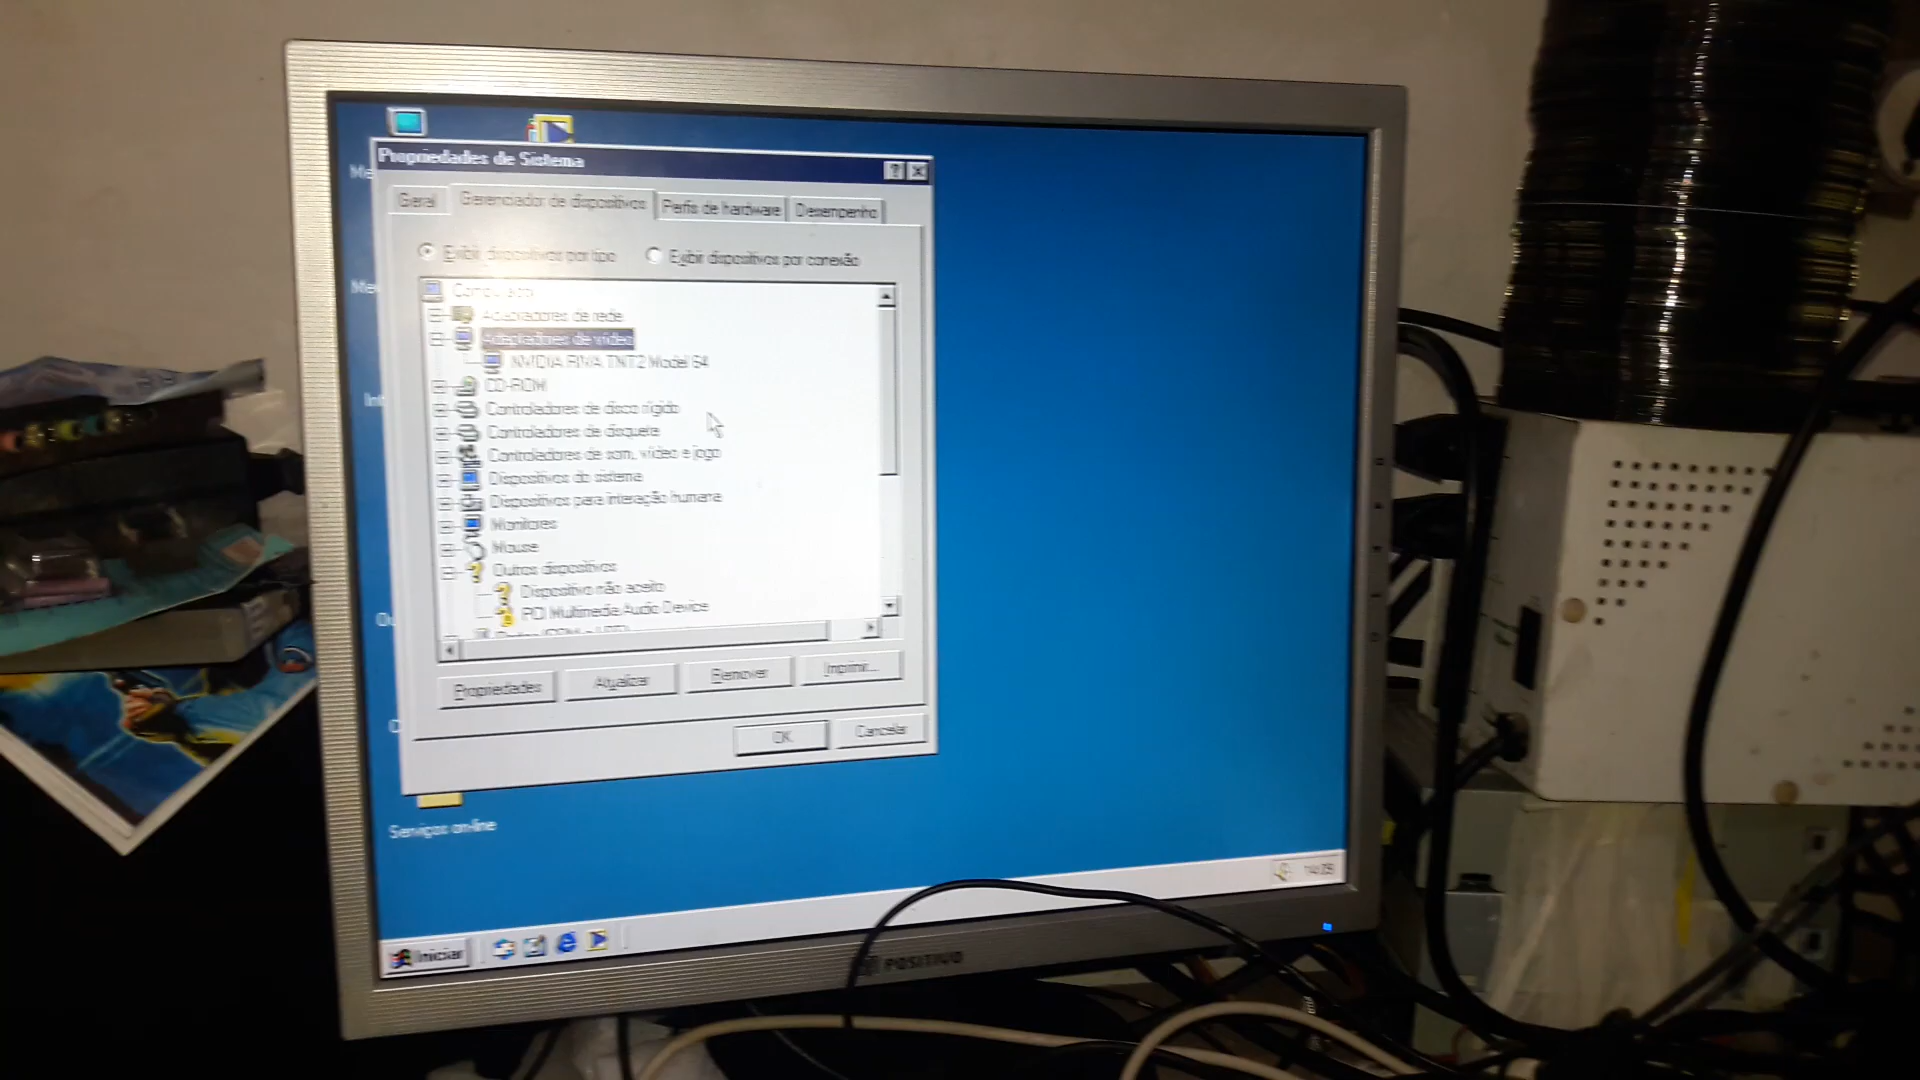 Propriedades de Sistema
Geral Gerenciador de dispositivos Perfis de hardware Desempenho
Exibir dispositivos por tipo Exibir dispositivos por conexão
Computador
Adaptadores de rede
Adaptadores de vídeo
NVIDIA RIVA TNT2 Model 64
CD-ROM
Controladores de disco rígido
Controladores de disquete
Controladores de som, vídeo e jogo
Dispositivos do sistema
Dispositivos para interação humana
Monitores
Mouse
Outros dispositivos
Dispositivo não aceito
PCI Multimedia Audio Device
Propriedades Atualizar Remover Imprimir...
OK Cancelar
Serviços on-line
Iniciar
POSITIVO